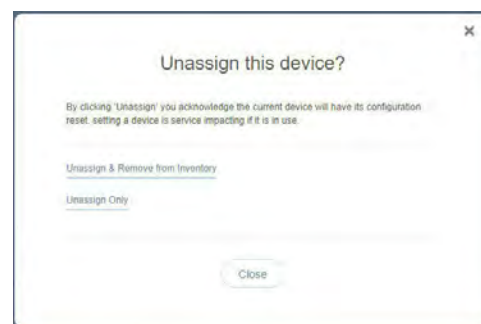 Unassign this device?
By clicking 'Unassign' you acknowledge the current device will have its configuration
reset. setting a device is service impacting if it is in use.
Unassign & Remove from Inventory
Unassign Only
Close